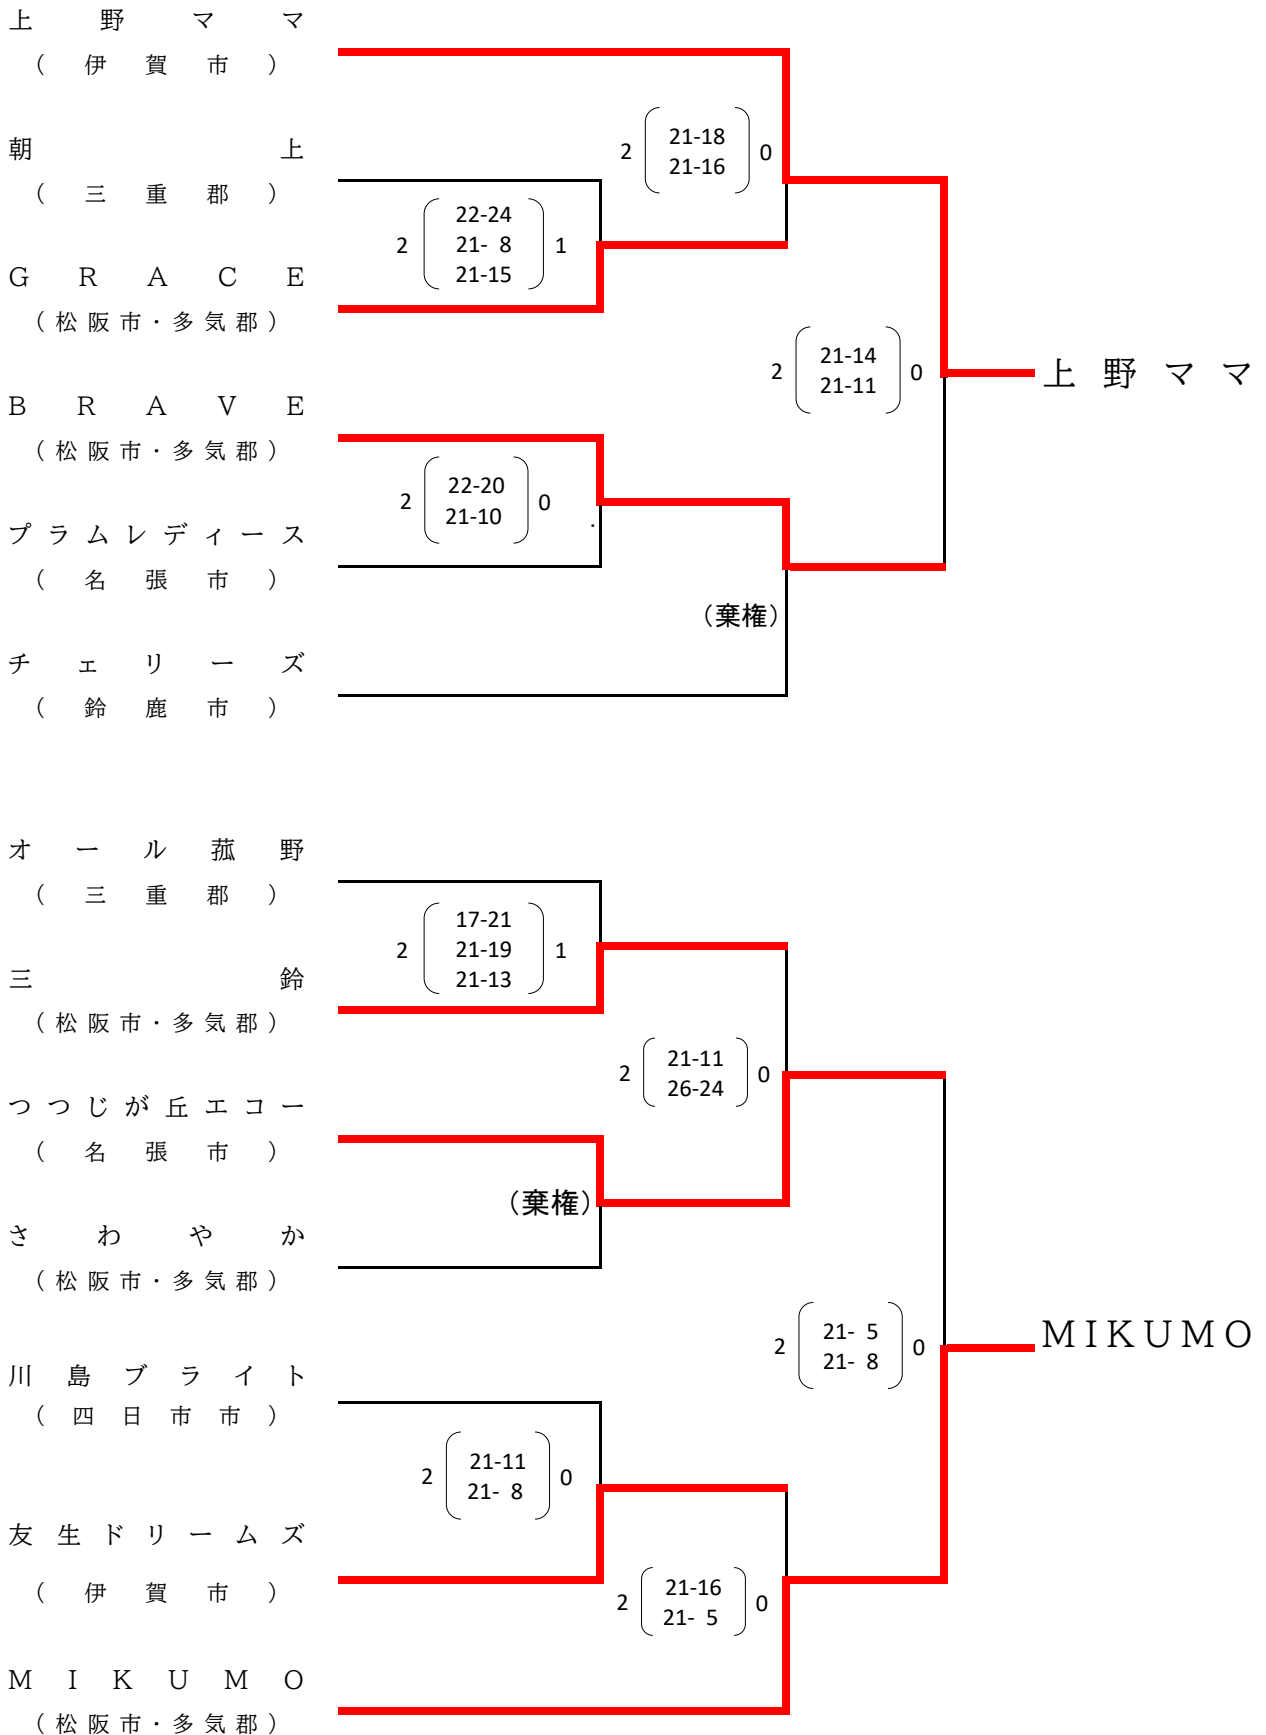 上野ママ
（伊賀市）
朝上
（三重郡）
GRACE
（松阪市・多気郡）
BRAVE
（松阪市・多気郡）
プラムレディース
（名張市）
チェリーズ
（鈴鹿市）
2 21-18 0
21-16
22-24
2 21- 8 1
21-15
2 21-14 0
21-11
上野ママ
2 22-20 0
21-10
（棄権）
オール菰野
（三重郡）
三鈴
（松阪市・多気郡）
つつじが丘エコー
（名張市）
さわやか
（松阪市・多気郡）
川島ブライト
（四日市市）
友生ドリームズ
（伊賀市）
MIKUMO
（松阪市・多気郡）
17-21
2 21-19 1
21-13
2 21-11 0
26-24
（棄権）
2 21- 5 0
21- 8
MIKUMO
2 21-11 0
21- 8
2 21-16 0
21- 5